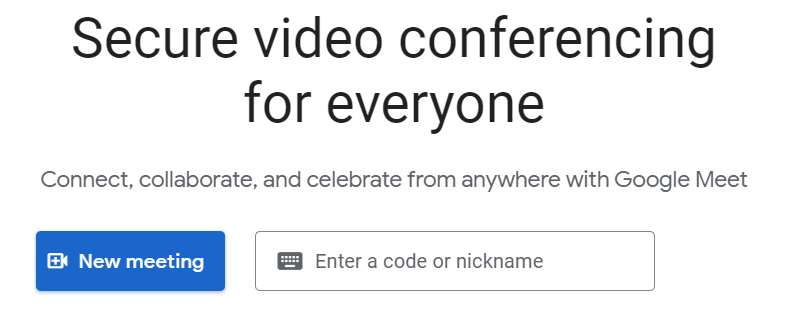 Secure video conferencing
for everyone
Connect, collaborate, and celebrate from anywhere with Google Meet
New meeting
Enter a code or nickname